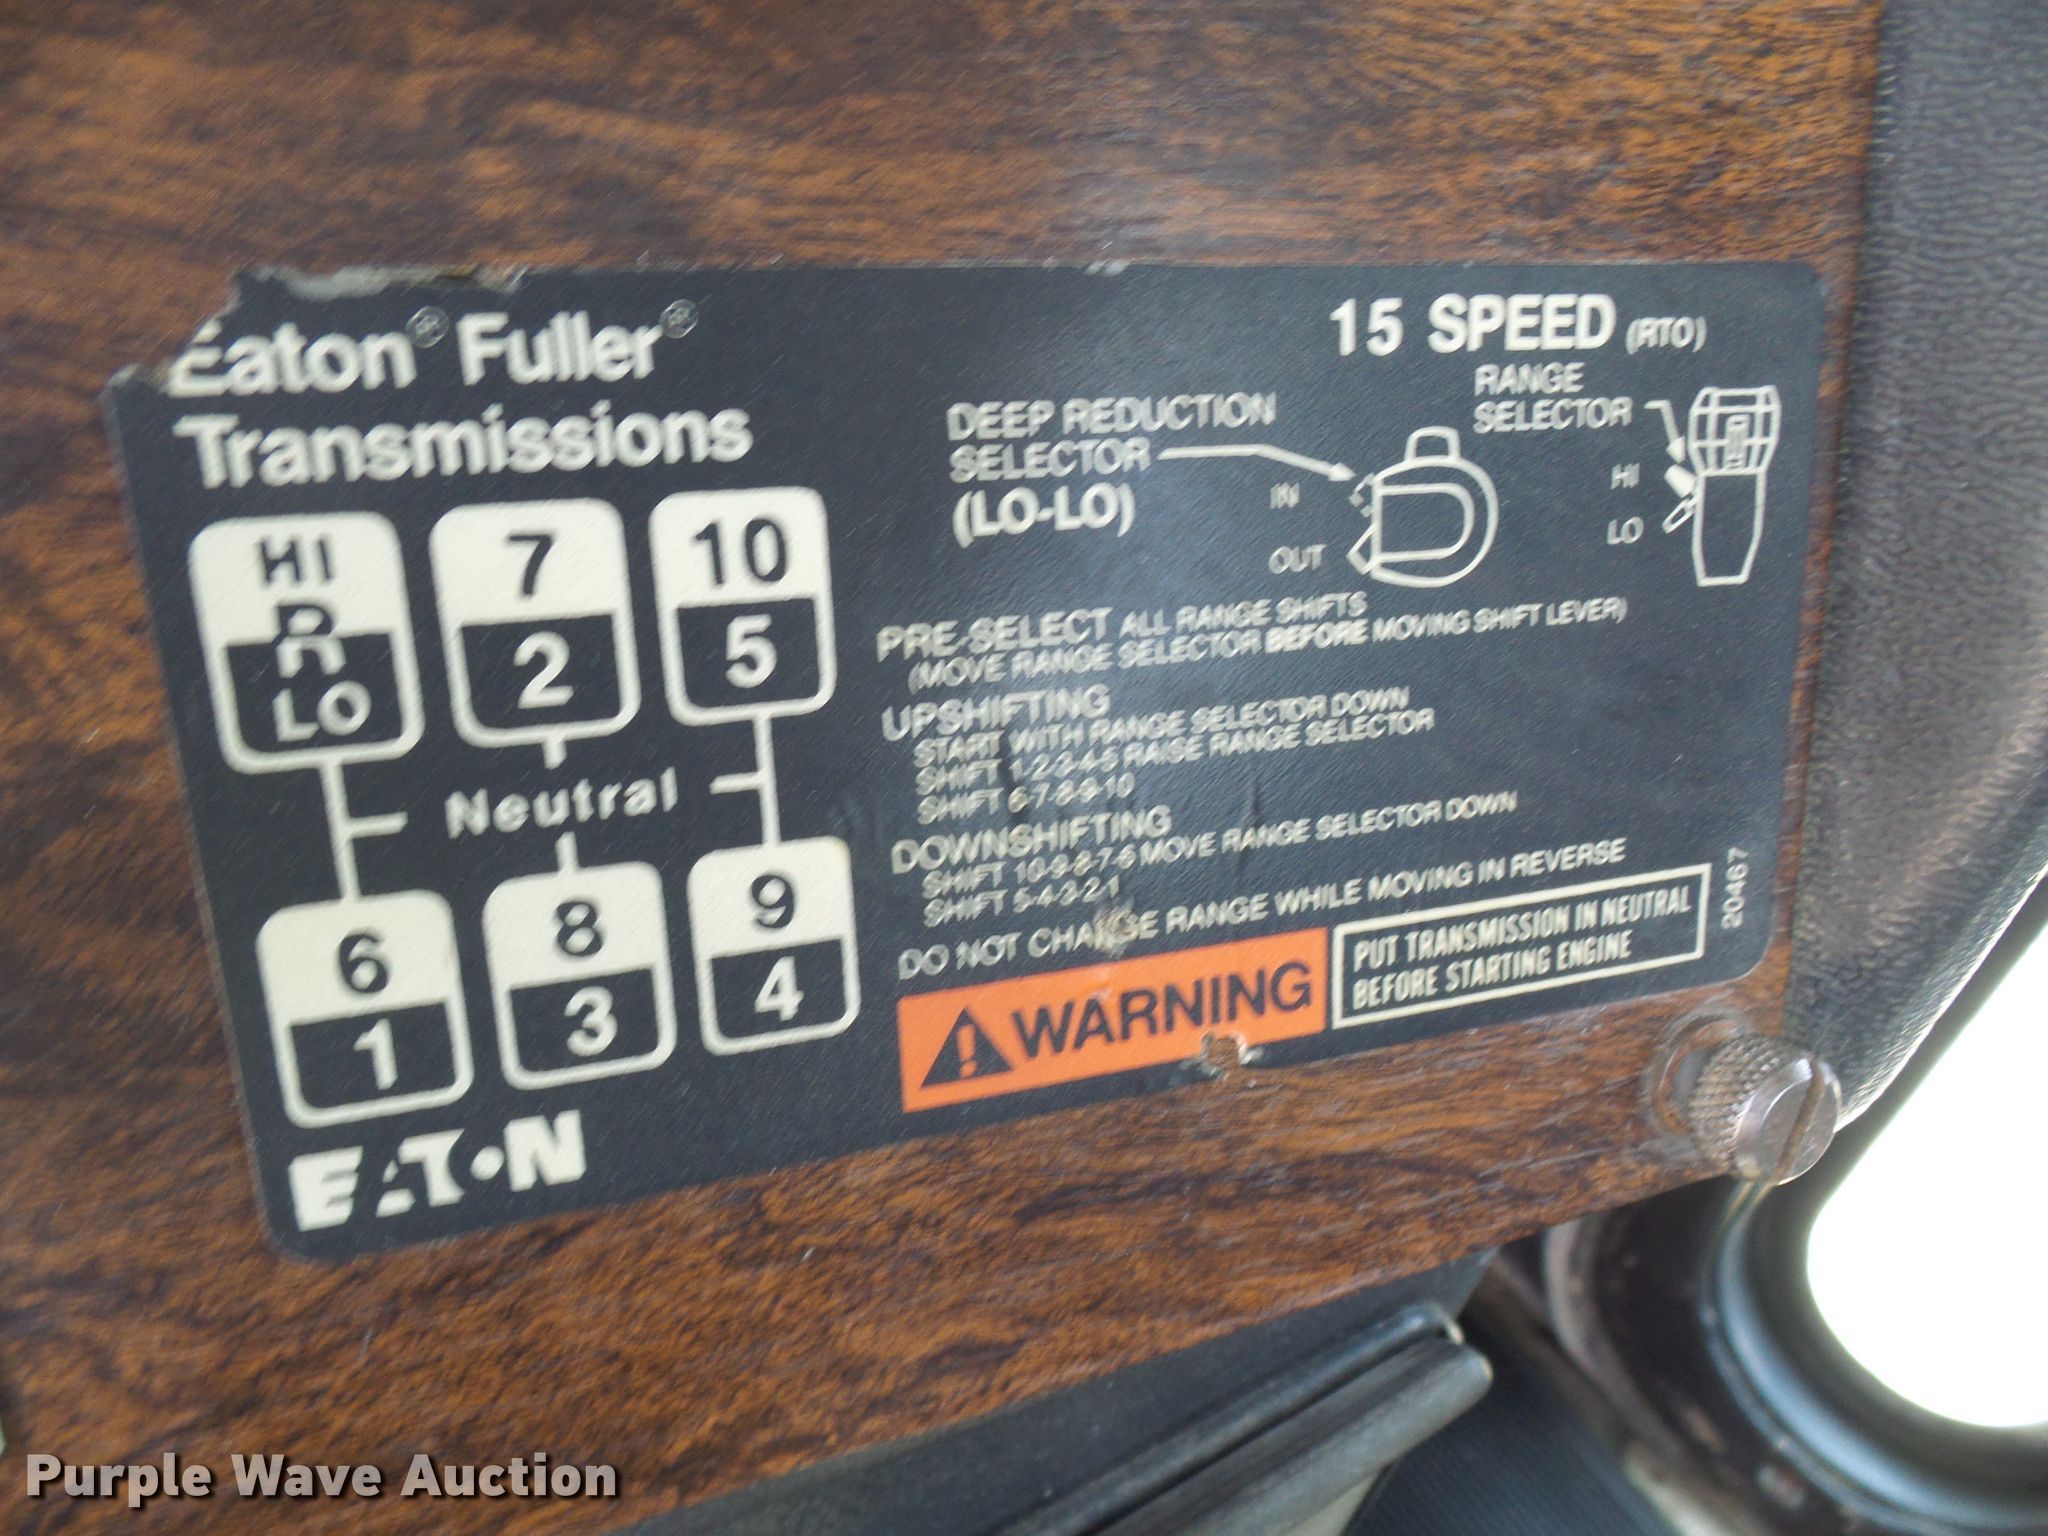 Eaton® Fuller®
Transmissions
HI
R
LO
7
2
10
5
Neutral
6
1
8
3
9
4
EATON
15 SPEED (RTO)
DEEP REDUCTION
SELECTOR
(LO-LO)
IN
OUT
RANGE
SELECTOR
HI
LO
PRE-SELECT ALL RANGE SHIFTS
(MOVE RANGE SELECTOR BEFORE MOVING SHIFT LEVER)
UPSHIFTING
START WITH RANGE SELECTOR DOWN
SHIFT 1-2-3-4-5 RAISE RANGE SELECTOR
SHIFT 6-7-8-9-10
DOWNSHIFTING
SHIFT 10-9-8-7-6 MOVE RANGE SELECTOR DOWN
SHIFT 5-4-3-2-1
DO NOT CHANGE RANGE WHILE MOVING IN REVERSE
WARNING
PUT TRANSMISSION IN NEUTRAL
BEFORE STARTING ENGINE
20467
Purple Wave Auction